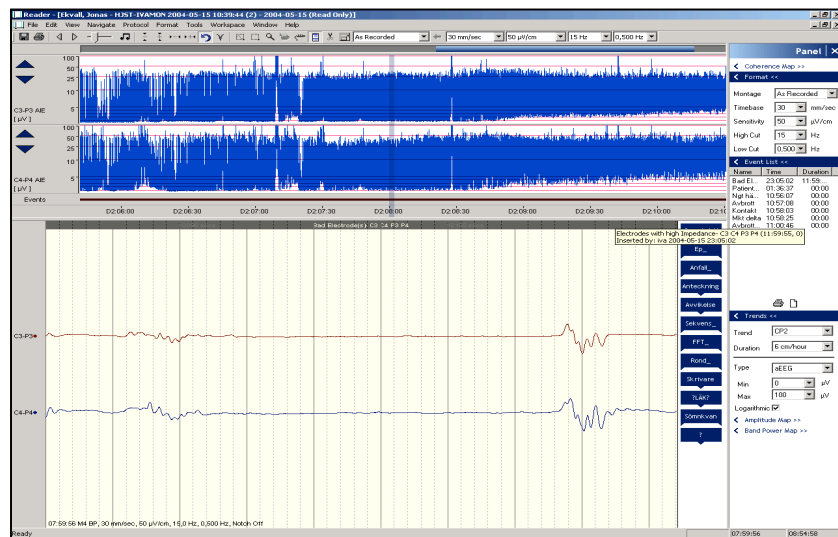 Reader - [Ekvall, Jonas - HJST-IVAMON 2004-05-15 10:39:44 (2) - 2004-05-15 (Read Only)]
File Edit View Navigate Protocol Format Tools Workspace Window Help
As Recorded 30 mm/sec 50 µV/cm 15 Hz 0,500 Hz
Panel
Coherence Map >>
Format <<
Montage As Recorded
Timebase 30 mm/sec
Sensitivity 50 µV/cm
High Cut 15 Hz
Low Cut 0,500 Hz
Event List <<
Name Time Duration
Bad El... 23:05:02 11:59:
Patient... 01:36:37 00:00
Ngt hä... 10:56:07 00:00
Avbrott 10:57:08 00:00
Kontakt 10:58:03 00:00
Mkt delta 10:58:25 00:00
Avbrott... 11:00:46 00:00
100
50
25
10
5
C3-P3 AIE
[µV]
100
50
25
10
5
C4-P4 AIE
[µV]
Events
D2:06:00 D2:06:30 D2:07:00 D2:07:30 D2:08:00 D2:08:30 D2:09:00 D2:09:30 D2:10:00 D2:10
Bad Electrode(s): C3 C4 P3 P4
Electrodes with high Impedance- C3 C4 P3 P4 (11:59:55, 0)
Inserted by: iva 2004-05-15 23:05:02
Ep_
Anfall_
Anteckning
Avvikelse
Sekvens_
FFT_
Rond_
Skrivare
?LÄK?
Sömnkvan
?
C3-P3
C4-P4
Trends <<
Trend CP2
Duration 6 cm/hour
Type aEEG
Min 0 µV
Max 100 µV
Logarithmic
Amplitude Map >>
Band Power Map >>
07:59:56 M4 BP, 30 mm/sec, 50 µV/cm, 15,0 Hz, 0,500 Hz, Notch Off
Ready
07:59:56 08:54:58